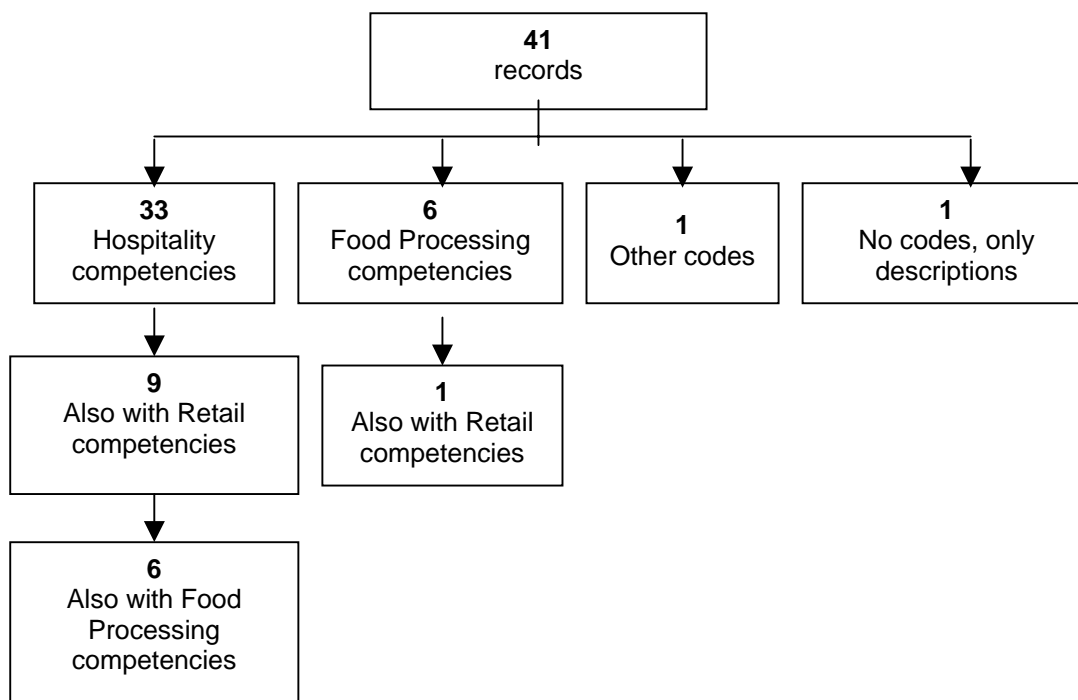 41
records
33
Hospitality
competencies
6
Food Processing
competencies
1
Other codes
1
No codes, only
descriptions
9
Also with Retail
competencies
1
Also with Retail
competencies
6
Also with Food
Processing
competencies